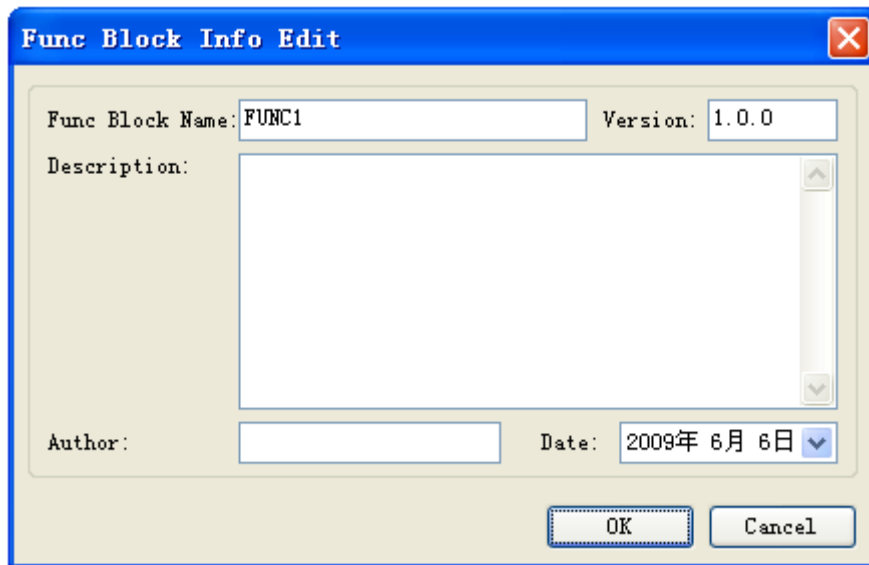 Func Block Info Edit
Func Block Name: FUNC1 Version: 1.0.0
Description:
Author: Date: 2009年 6月 6日
OK Cancel